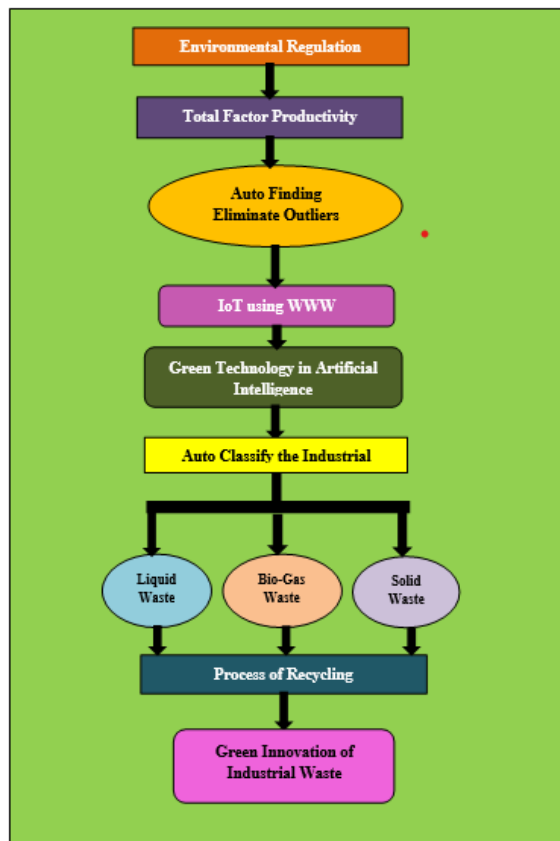 Environmental Regulation
Total Factor Productivity
Auto Finding
Eliminate Outliers
IoT using WWW
Green Technology in Artificial
Intelligence
Auto Classify the Industrial
Liquid
Waste
Bio-Gas
Waste
Solid
Waste
Process of Recycling
Green Innovation of
Industrial Waste